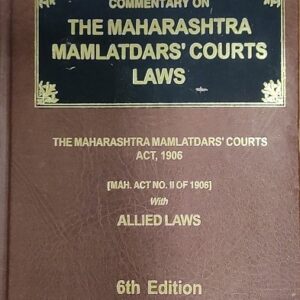 COMMENTARY ON
THE MAHARASHTRA
MAMLATDARS' COURTS
LAWS
THE MAHARASHTRA MAMLATDARS' COURTS
ACT, 1906
[MAH. ACT NO. II OF 1906]
With
ALLIED LAWS
6th Edition